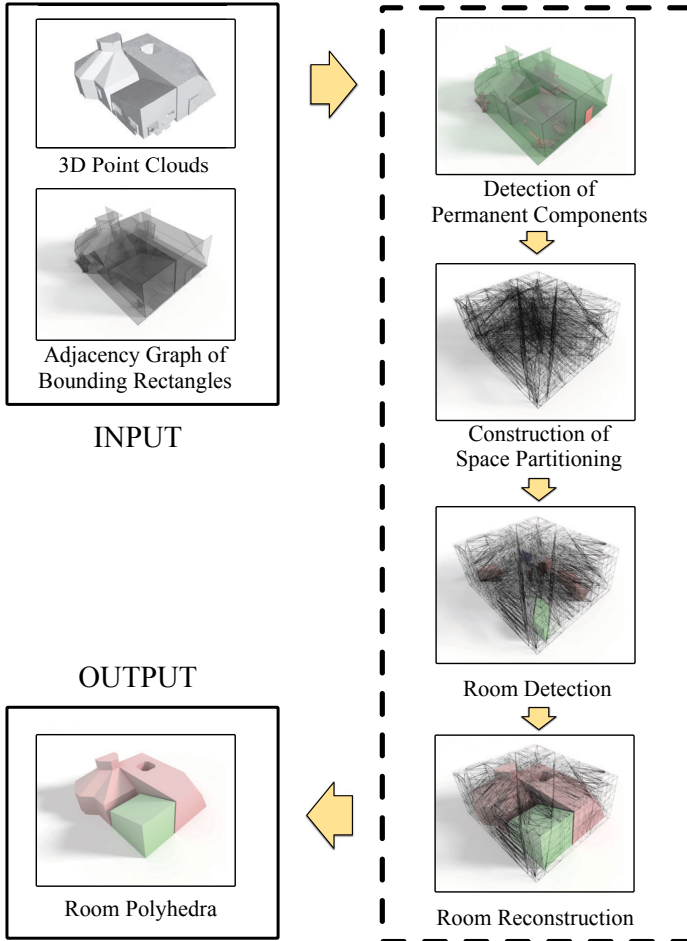 3D Point Clouds
Adjacency Graph of
Bounding Rectangles
INPUT
Detection of
Permanent Components
Construction of
Space Partitioning
Room Detection
Room Reconstruction
OUTPUT
Room Polyhedra